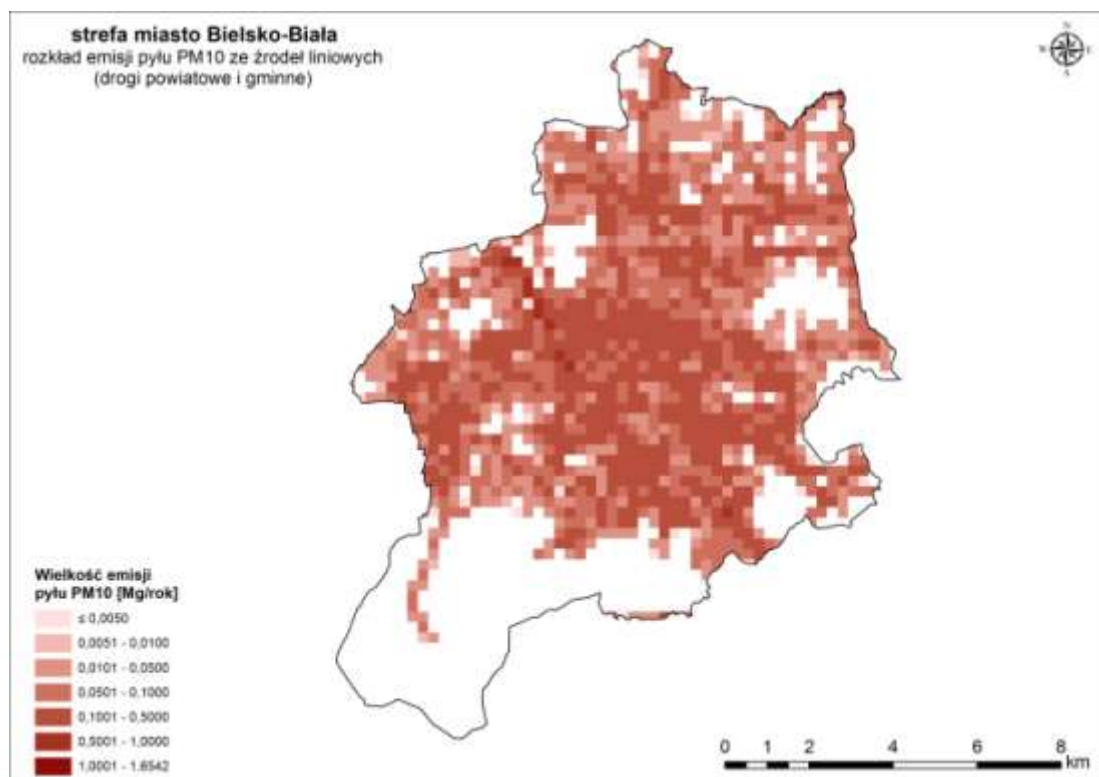 strefa miasto Bielsko-Biała
rozkład emisji pyłu PM10 ze źrodeł liniowych
(drogi powiatowe i gminne)
N
W E
S
Wielkość emisji
pyłu PM10 [Mg/rok]
≤ 0,0050
0,0051 - 0,0100
0,0101 - 0,0500
0,0501 - 0,1000
0,1001 - 0,5000
0,5001 - 1,0000
1,0001 - 1,6542
0 1 2 4 6 8
km